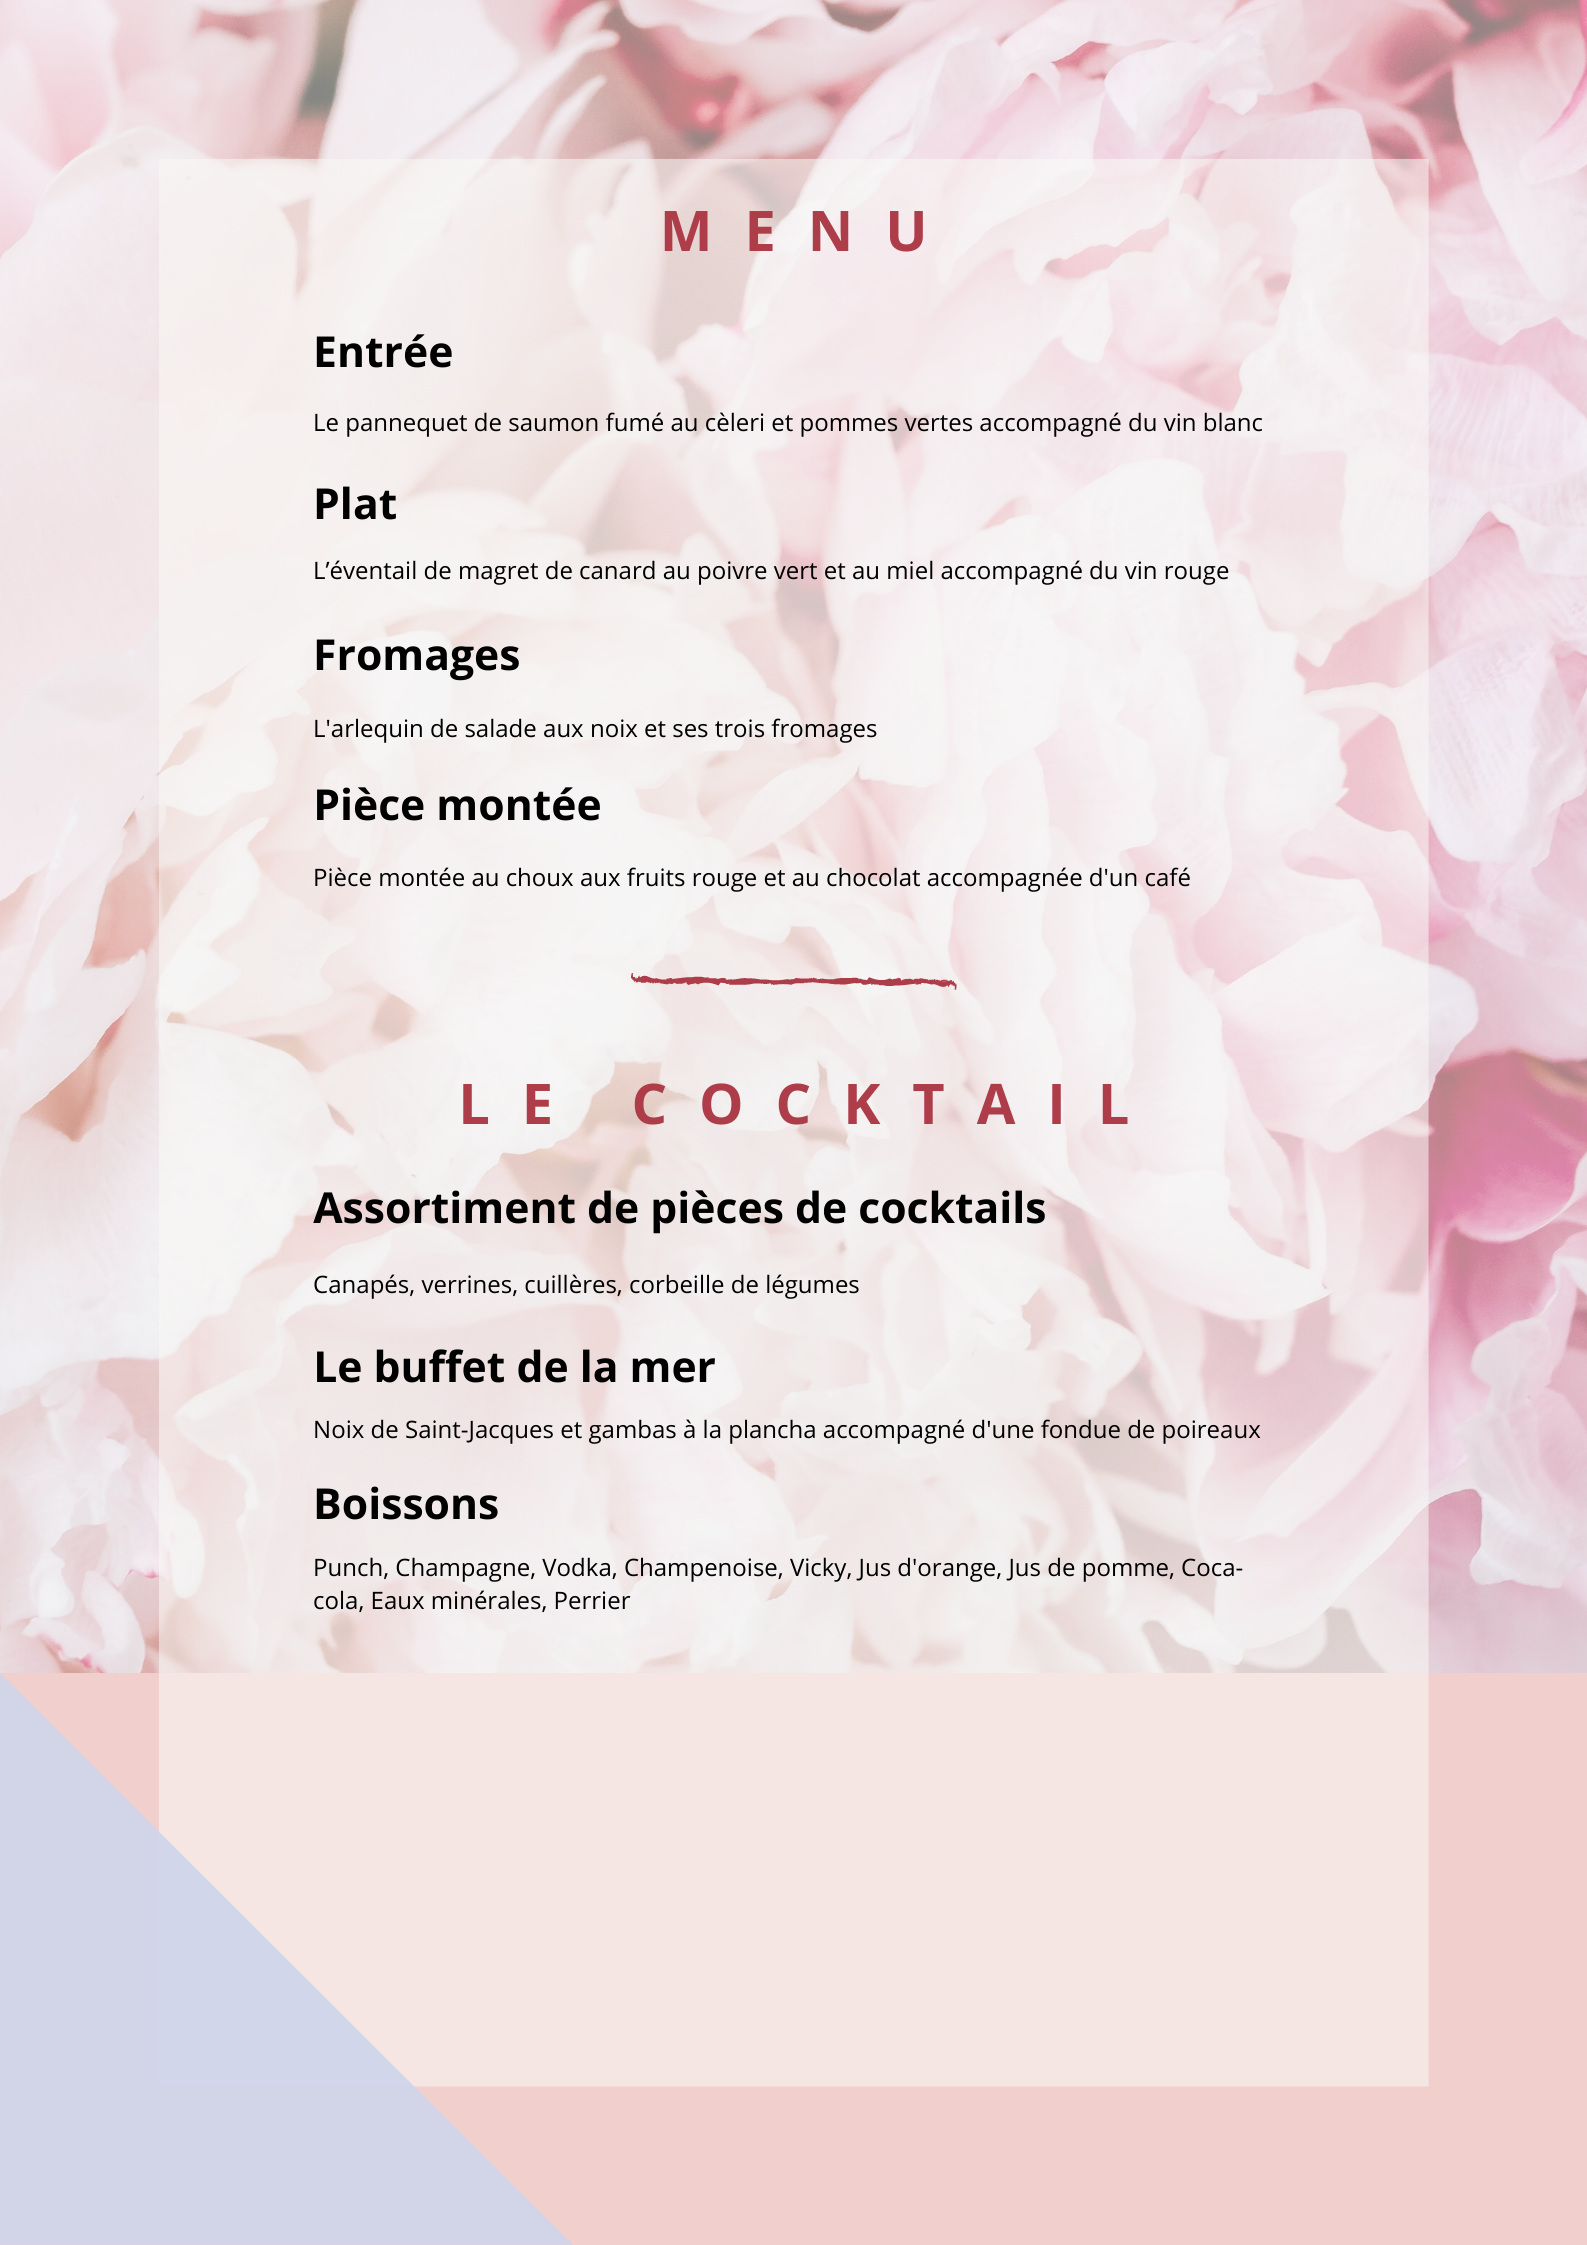 MENU
Entrée
Le pannequet de saumon fumé au cèleri et pommes vertes accompagné du vin blanc
Plat
L’éventail de magret de canard au poivre vert et au miel accompagné du vin rouge
Fromages
L'arlequin de salade aux noix et ses trois fromages
Pièce montée
Pièce montée au choux aux fruits rouge et au chocolat accompagnée d'un café
LE COCKTAIL
Assortiment de pièces de cocktails
Canapés, verrines, cuillères, corbeille de légumes
Le buffet de la mer
Noix de Saint-Jacques et gambas à la plancha accompagné d'une fondue de poireaux
Boissons
Punch, Champagne, Vodka, Champenoise, Vicky, Jus d'orange, Jus de pomme, Coca-
cola, Eaux minérales, Perrier